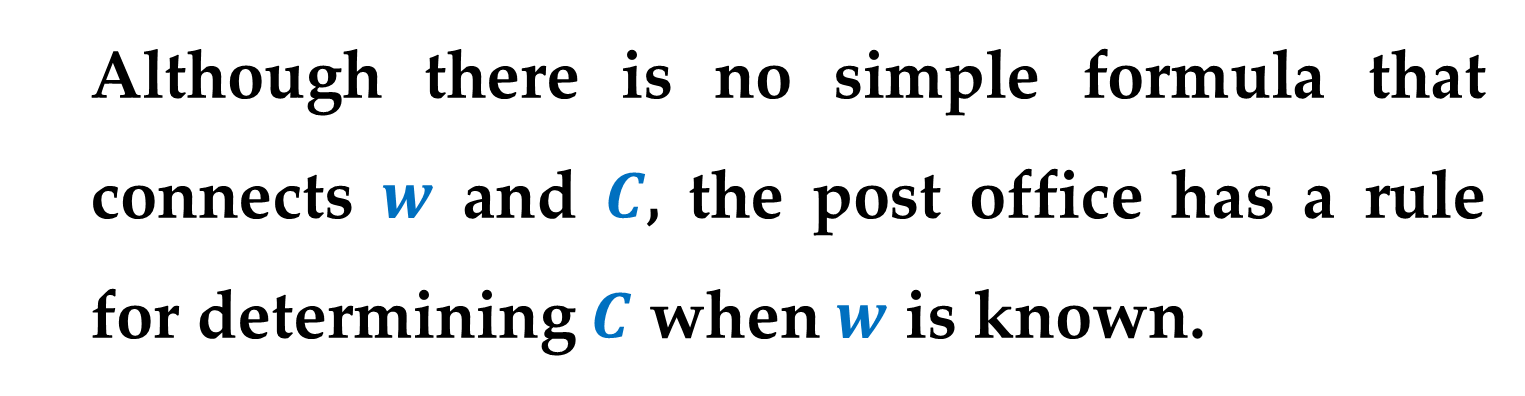 Although there is no simple formula that
connects w and C, the post office has a rule
for determining C when w is known.